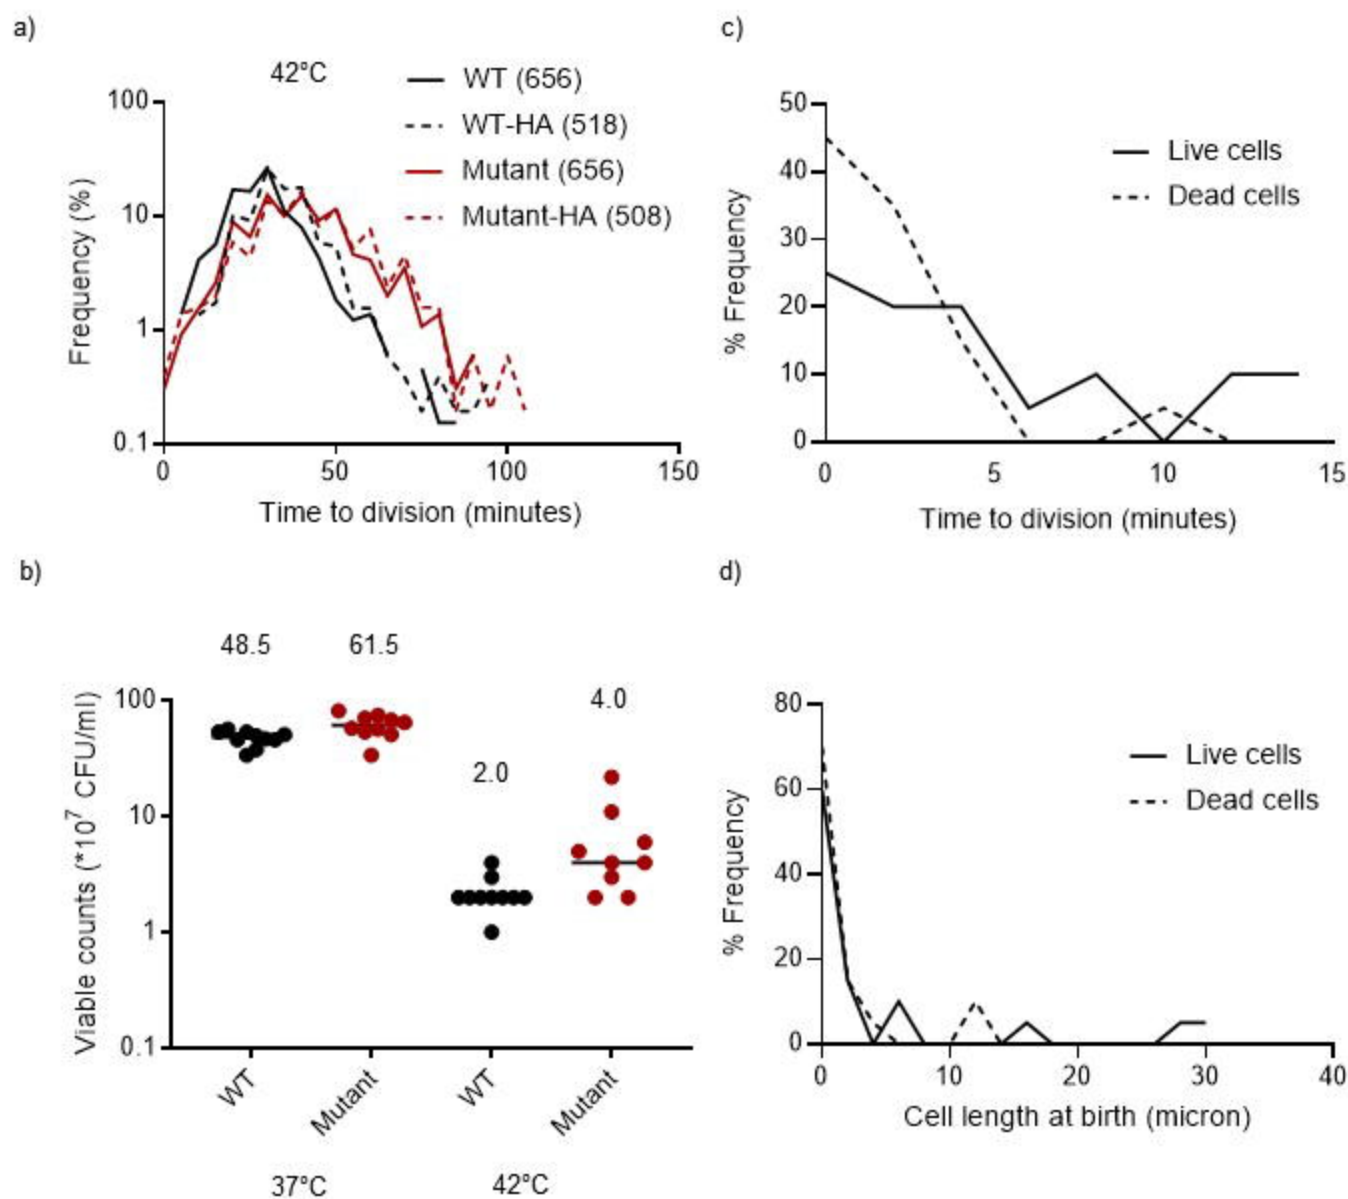 a)
42°C
WT (656)
WT-HA (518)
Mutant (656)
Mutant-HA (508)
100
10
1
0.1
Frequency (%)
0 50 100 150
Time to division (minutes)
c)
50
40
30
20
10
0
% Frequency
Live cells
Dead cells
0 5 10 15
Time to division (minutes)
b)
48.5 61.5
2.0 4.0
100
10
1
0.1
Viable counts (*10⁷ CFU/ml)
WT Mutant WT Mutant
37°C 42°C
d)
80
60
40
20
0
% Frequency
Live cells
Dead cells
0 10 20 30 40
Cell length at birth (micron)